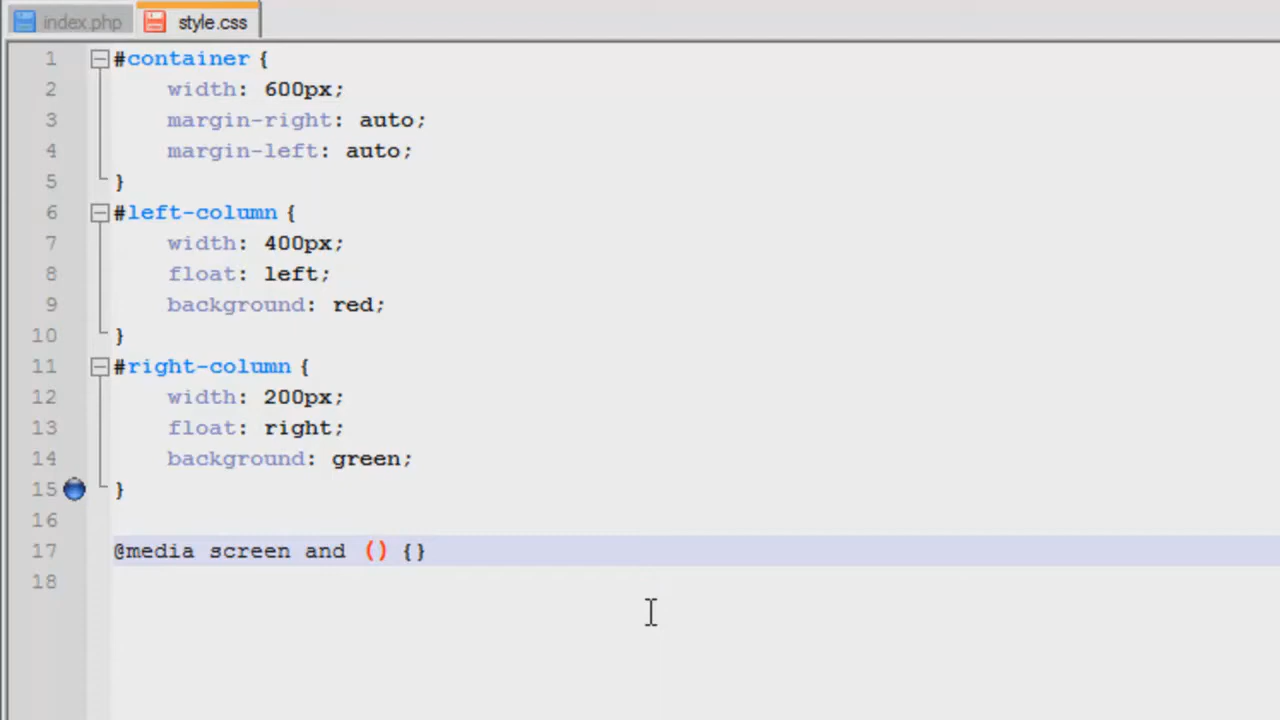 index.php style.css
1 #container {
2 width: 600px;
3 margin-right: auto;
4 margin-left: auto;
5 }
6 #left-column {
7 width: 400px;
8 float: left;
9 background: red;
10 }
11 #right-column {
12 width: 200px;
13 float: right;
14 background: green;
15 }
16
17 @media screen and () {}
18